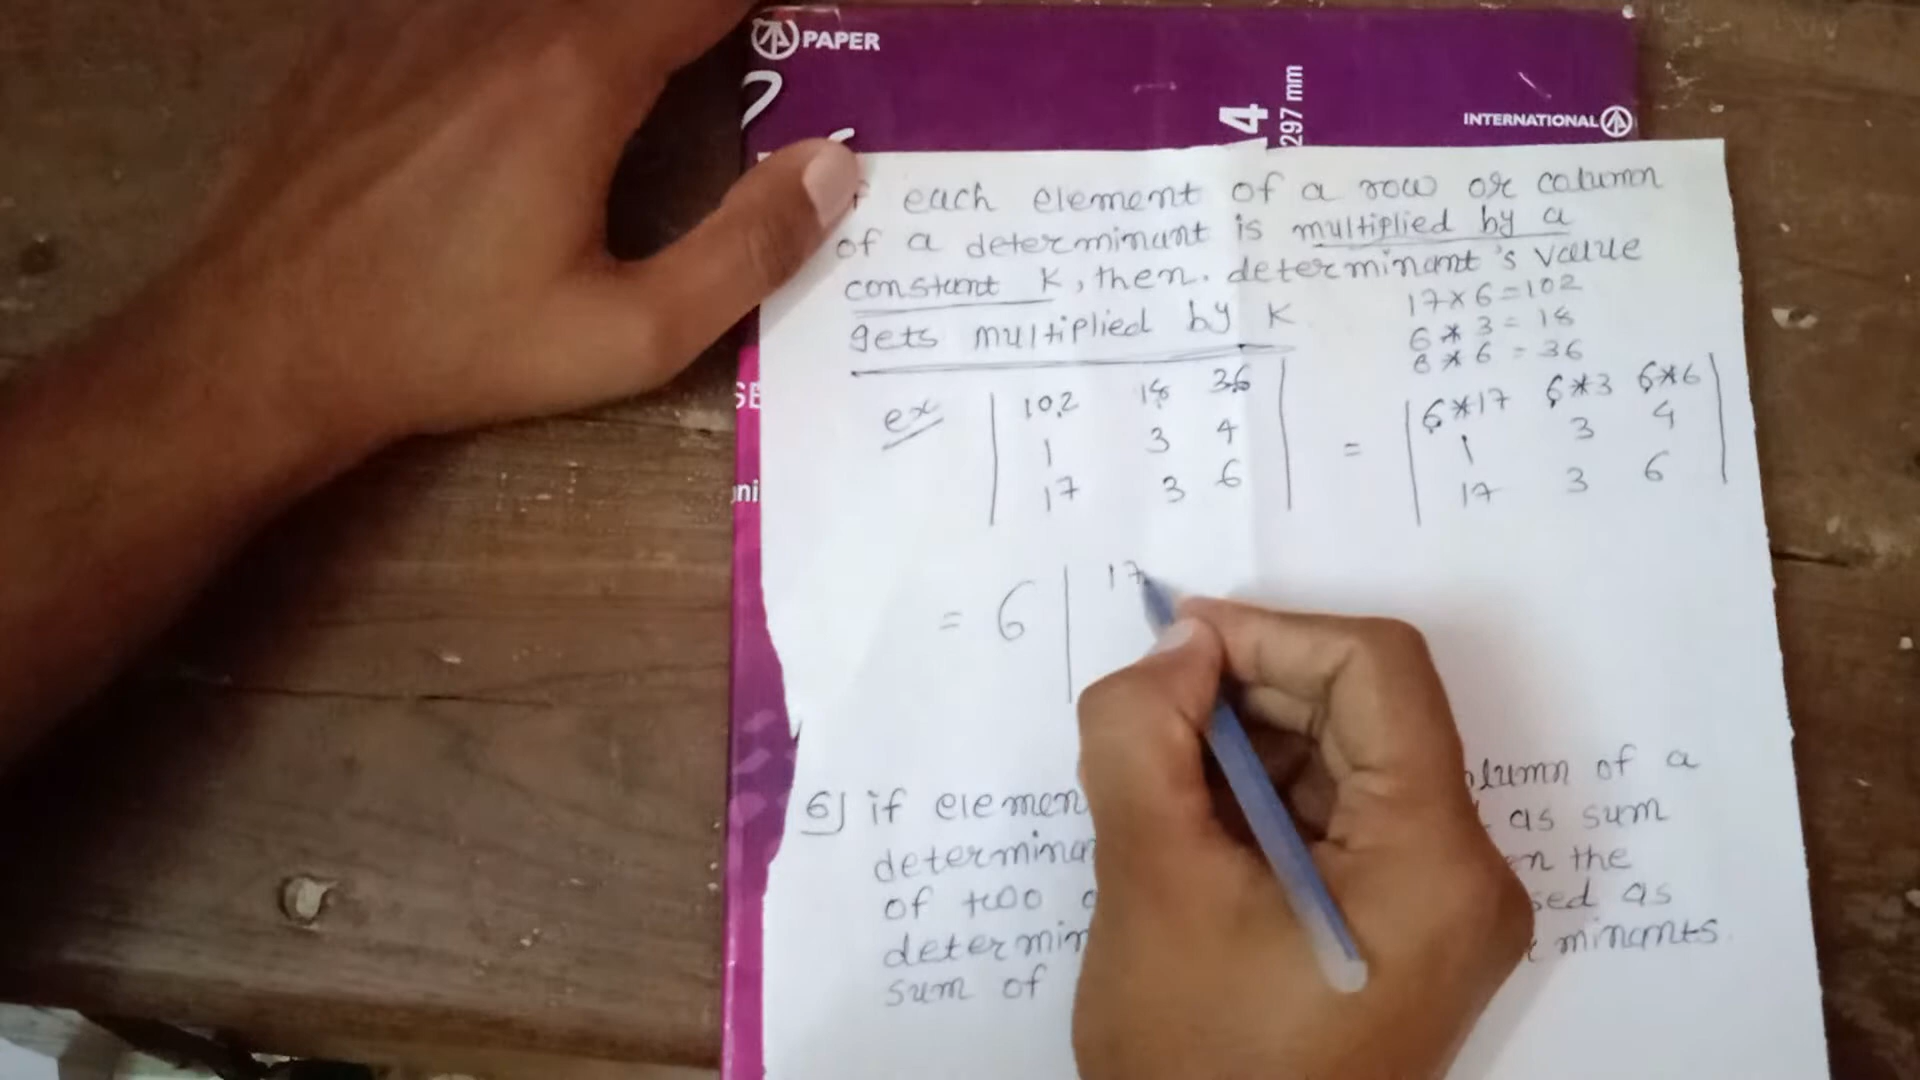 PAPER
4
297 mm
INTERNATIONAL
each element of a row or column
of a determinant is multiplied by a
constant K, then. determinant's value
gets multiplied by K
17×6=102
6*3=18
6*6=36
ex | 102 18 36 | = | 6*17 6*3 6*6 |
| 1 3 4 | | 1 3 4 |
| 17 3 6 | | 17 3 6 |
= 6 | 17
6] if elemen lumn of a
determinan as sum
of two the
determin sed as
sum of minants.